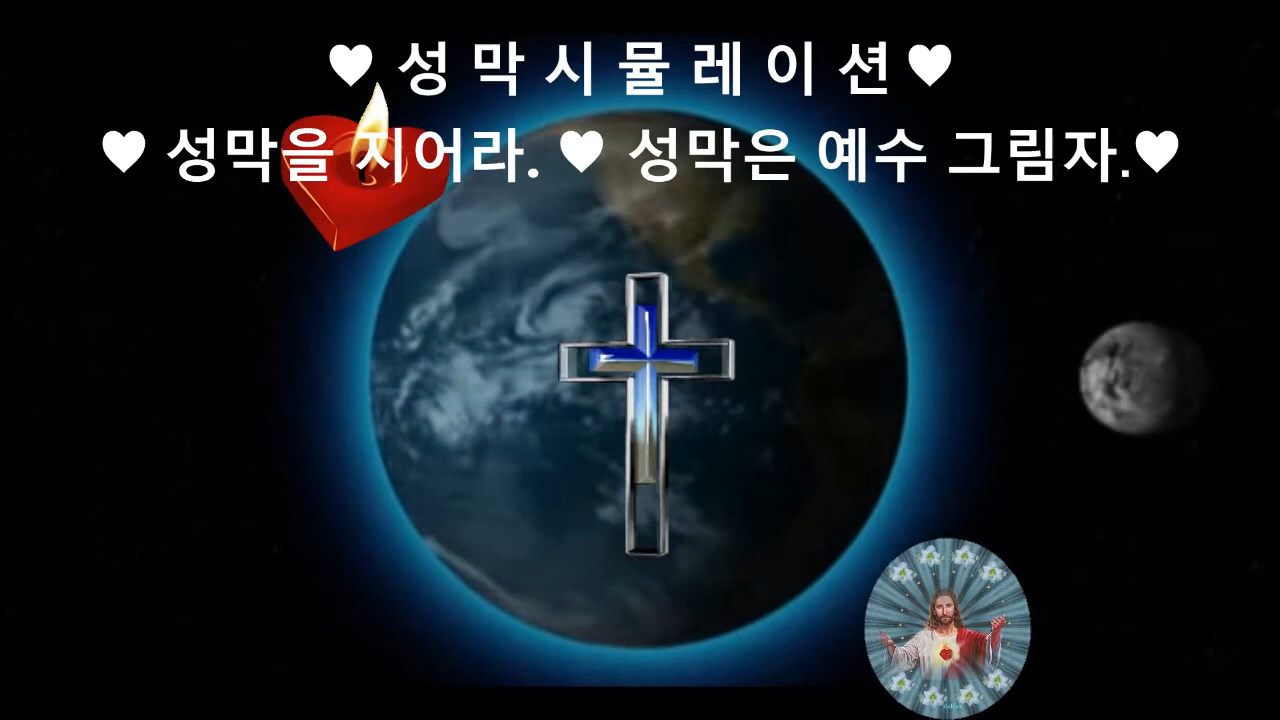 ♥ 성 막 시 뮬 레 이 션 ♥
♥ 성막을 지어라. ♥ 성막은 예수 그림자.♥